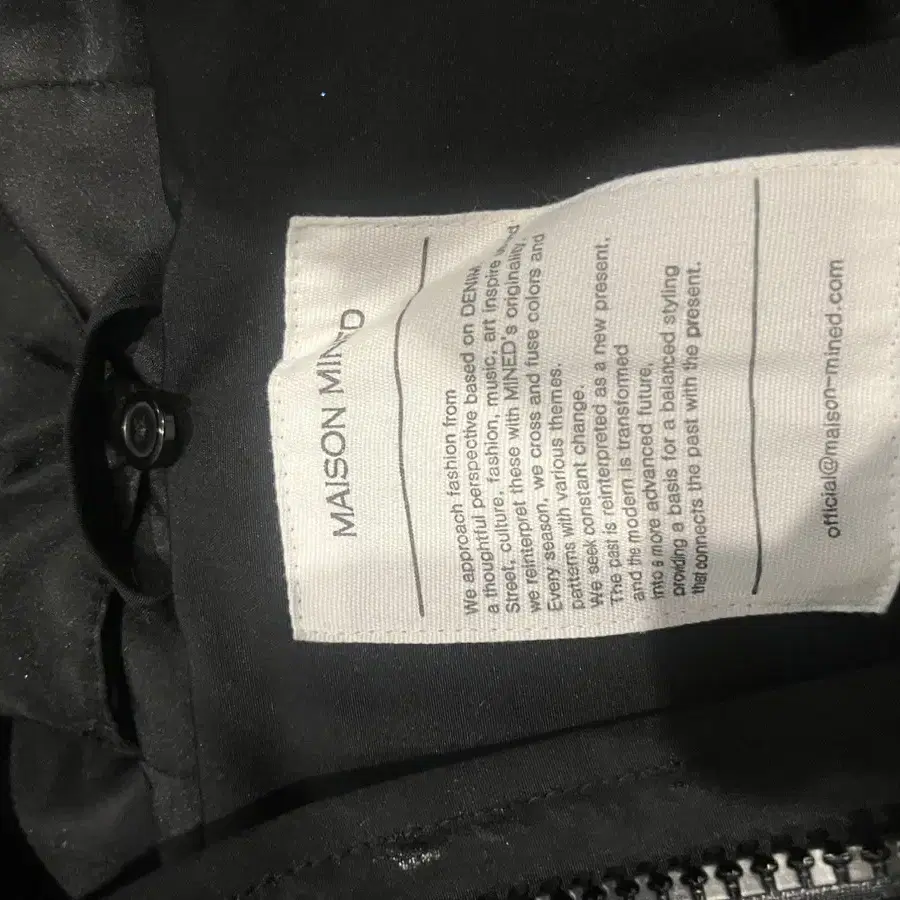 MAISON MINED
We approach fashion from
a thoughtful perspective based on DENIM.
Street, culture, fashion, music, art inspire
we reinterpret these with MINED's originality.
Every season, we cross and fuse colors and
patterns with various themes.
We seek constant change.
The past is reinterpreted as a new present,
and the modern is transformed
into a more advanced future,
providing a basis for a balanced styling
that connects the past with the present.
official@maison-mined.com